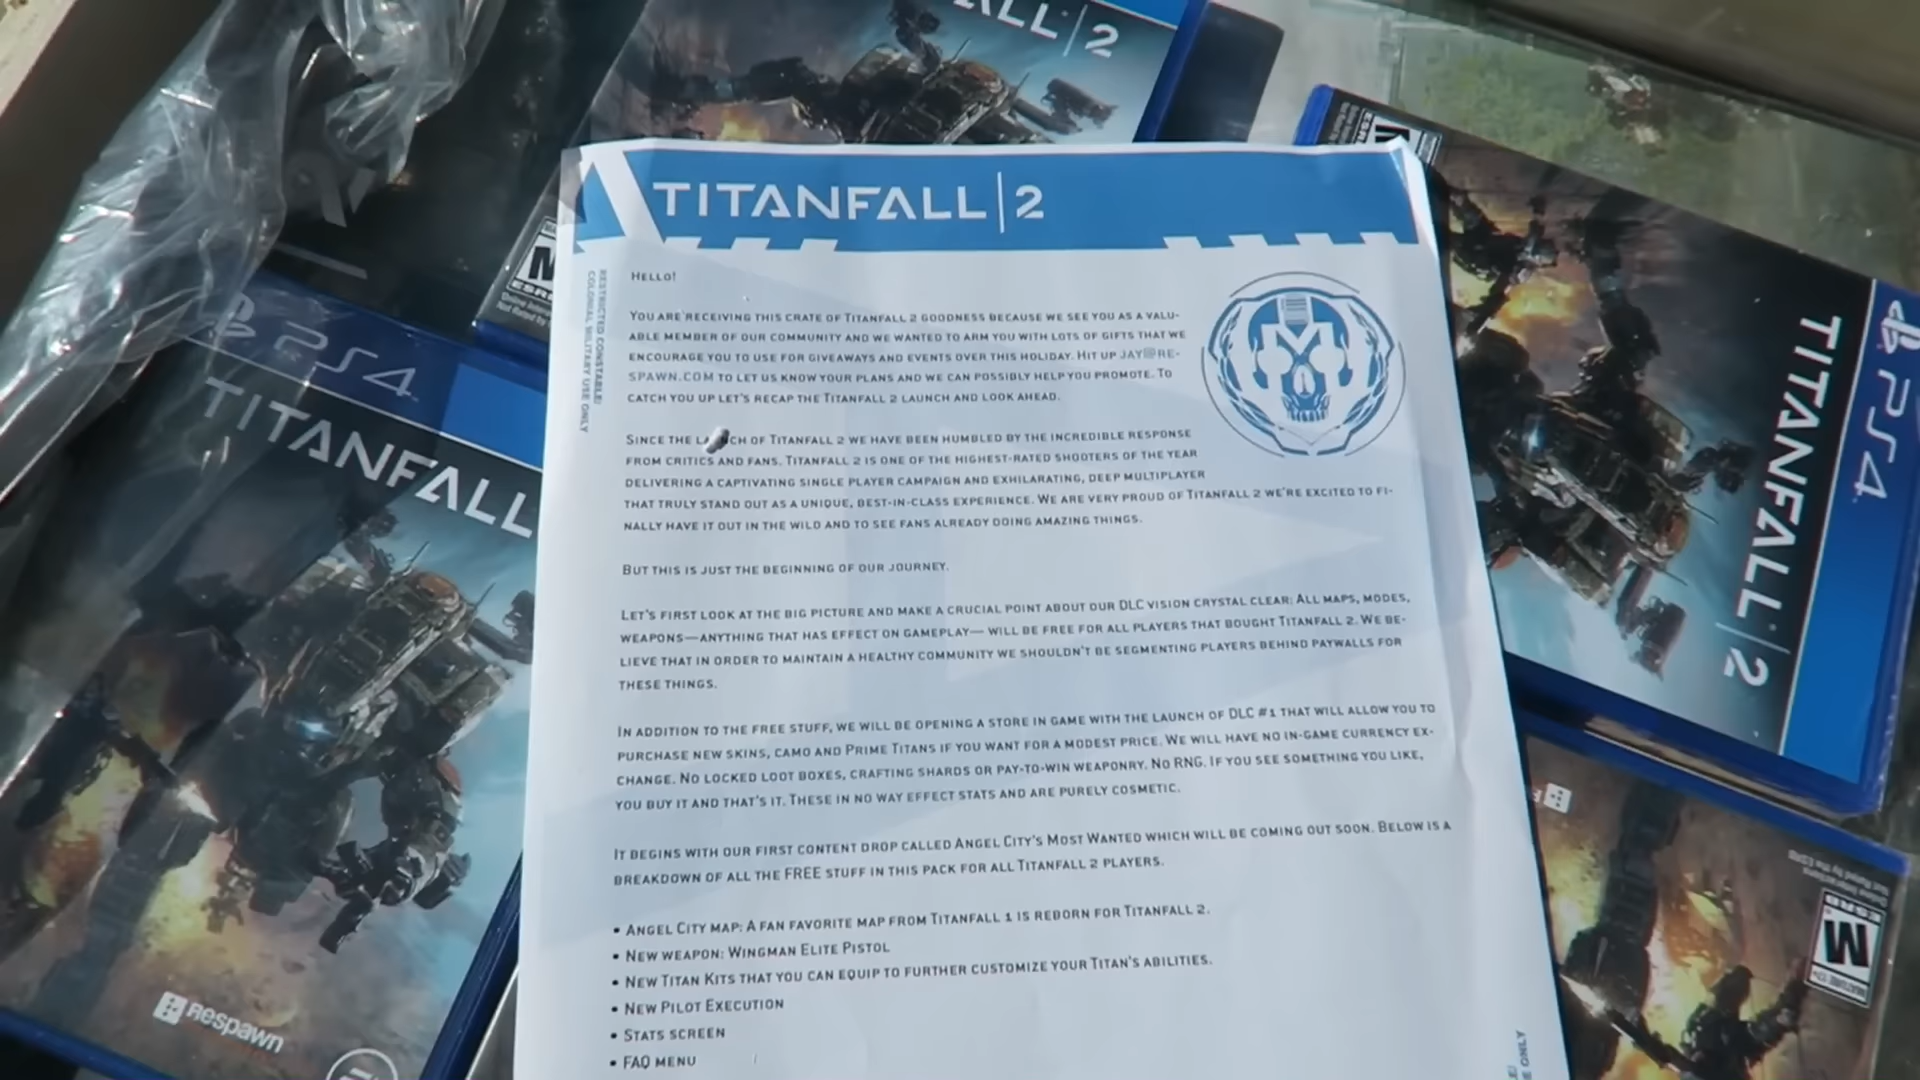 TITANFALL|2
HELLO!
YOU ARE RECEIVING THIS CRATE OF TITANFALL 2 GOODNESS BECAUSE WE SEE YOU AS A VALU-
ABLE MEMBER OF OUR COMMUNITY AND WE WANTED TO ARM YOU WITH LOTS OF GIFTS THAT WE
ENCOURAGE YOU TO USE FOR GIVEAWAYS AND EVENTS OVER THIS HOLIDAY. HIT UP JAY@RE-
SPAWN.COM TO LET US KNOW YOUR PLANS AND WE CAN POSSIBLY HELP YOU PROMOTE. TO
CATCH YOU UP LET'S RECAP THE TITANFALL 2 LAUNCH AND LOOK AHEAD.
SINCE THE LAUNCH OF TITANFALL 2 WE HAVE BEEN HUMBLED BY THE INCREDIBLE RESPONSE
FROM CRITICS AND FANS. TITANFALL 2 IS ONE OF THE HIGHEST-RATED SHOOTERS OF THE YEAR
DELIVERING A CAPTIVATING SINGLE PLAYER CAMPAIGN AND EXHILARATING, DEEP MULTIPLAYER
THAT TRULY STAND OUT AS A UNIQUE, BEST-IN-CLASS EXPERIENCE. WE ARE VERY PROUD OF TITANFALL 2 WE'RE EXCITED TO FI-
NALLY HAVE IT OUT IN THE WILD AND TO SEE FANS ALREADY DOING AMAZING THINGS.
BUT THIS IS JUST THE BEGINNING OF OUR JOURNEY.
LET'S FIRST LOOK AT THE BIG PICTURE AND MAKE A CRUCIAL POINT ABOUT OUR DLC VISION CRYSTAL CLEAR: ALL MAPS, MODES,
WEAPONS—ANYTHING THAT HAS EFFECT ON GAMEPLAY— WILL BE FREE FOR ALL PLAYERS THAT BOUGHT TITANFALL 2. WE BE-
LIEVE THAT IN ORDER TO MAINTAIN A HEALTHY COMMUNITY WE SHOULDN'T BE SEGMENTING PLAYERS BEHIND PAYWALLS FOR
THESE THINGS.
IN ADDITION TO THE FREE STUFF, WE WILL BE OPENING A STORE IN GAME WITH THE LAUNCH OF DLC #1 THAT WILL ALLOW YOU TO
PURCHASE NEW SKINS, CAMO AND PRIME TITANS IF YOU WANT FOR A MODEST PRICE. WE WILL HAVE NO IN-GAME CURRENCY EX-
CHANGE. NO LOCKED LOOT BOXES, CRAFTING SHARDS OR PAY-TO-WIN WEAPONRY. NO RNG. IF YOU SEE SOMETHING YOU LIKE,
YOU BUY IT AND THAT'S IT. THESE IN NO WAY EFFECT STATS AND ARE PURELY COSMETIC.
IT BEGINS WITH OUR FIRST CONTENT DROP CALLED ANGEL CITY'S MOST WANTED WHICH WILL BE COMING OUT SOON. BELOW IS A
BREAKDOWN OF ALL THE FREE STUFF IN THIS PACK FOR ALL TITANFALL 2 PLAYERS.
• ANGEL CITY MAP: A FAN FAVORITE MAP FROM TITANFALL 1 IS REBORN FOR TITANFALL 2.
• NEW WEAPON: WINGMAN ELITE PISTOL
• NEW TITAN KITS THAT YOU CAN EQUIP TO FURTHER CUSTOMIZE YOUR TITAN'S ABILITIES.
• NEW PILOT EXECUTION
• STATS SCREEN
• FAQ MENU
COLONIAL MILITARY USE ONLY
ONLY
ALL|2
M
ESRB
PS4
TITANFALL
Respawn
PS4
TITANFALL|2
M
MATURE 17+
ESRB
Not Rated by the ESRB